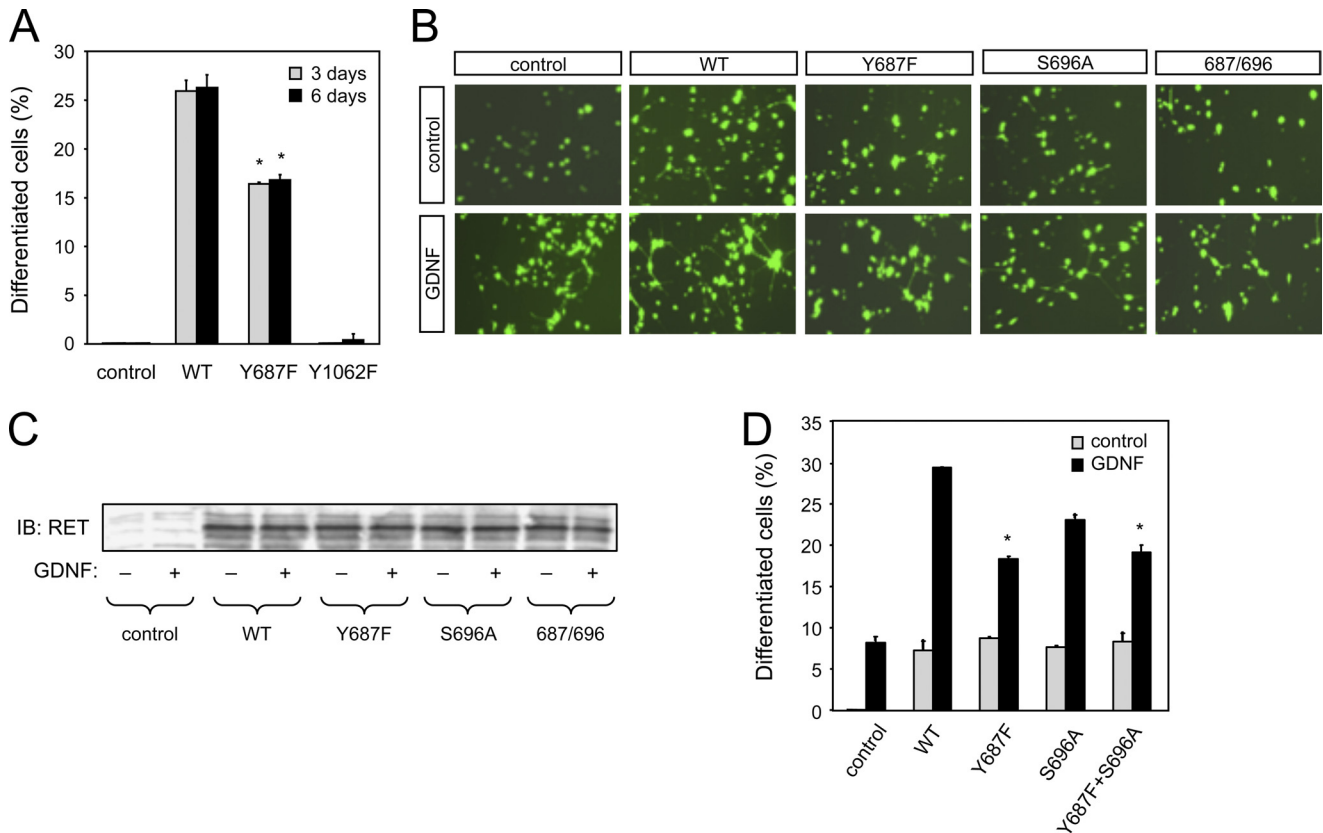 A
Differentiated cells (%)
30
25
20
15
10
5
0
3 days
6 days
* *
control WT Y687F Y1062F
B
control WT Y687F S696A 687/696
control
GDNF
C
IB: RET
GDNF: – + – + – + – + – +
control WT Y687F S696A 687/696
D
Differentiated cells (%)
35
30
25
20
15
10
5
0
control
GDNF
*
*
control WT Y687F S696A Y687F+S696A